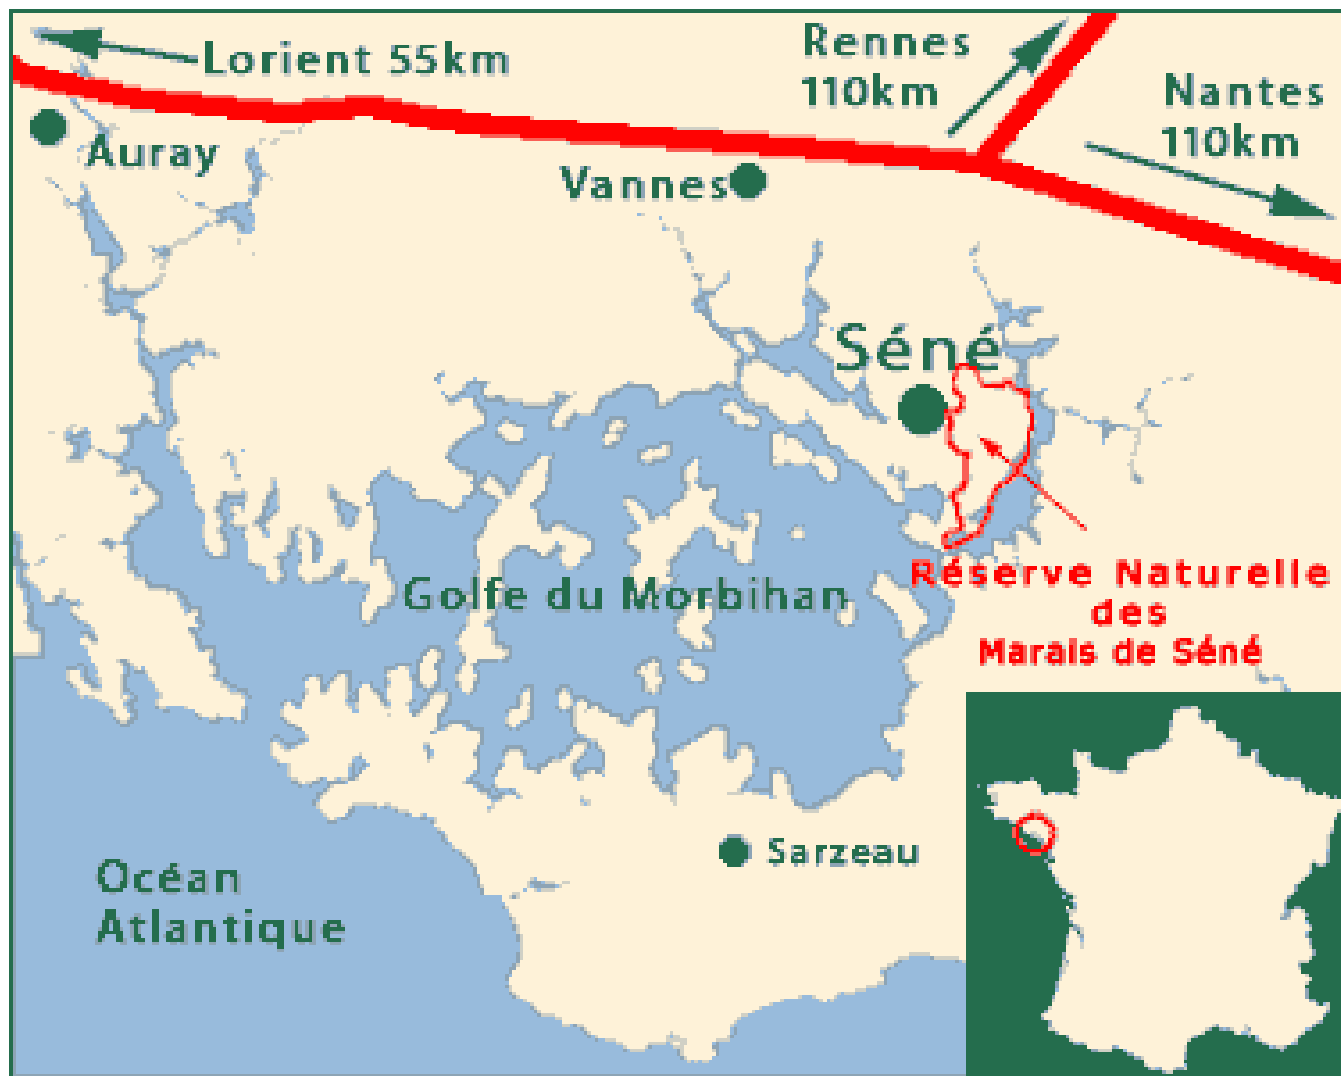 Lorient 55km
Rennes
110km
Nantes
110km
Auray
Vannes
Séné
Golfe du Morbihan
Réserve Naturelle
des
Marais de Séné
Sarzeau
Océan
Atlantique